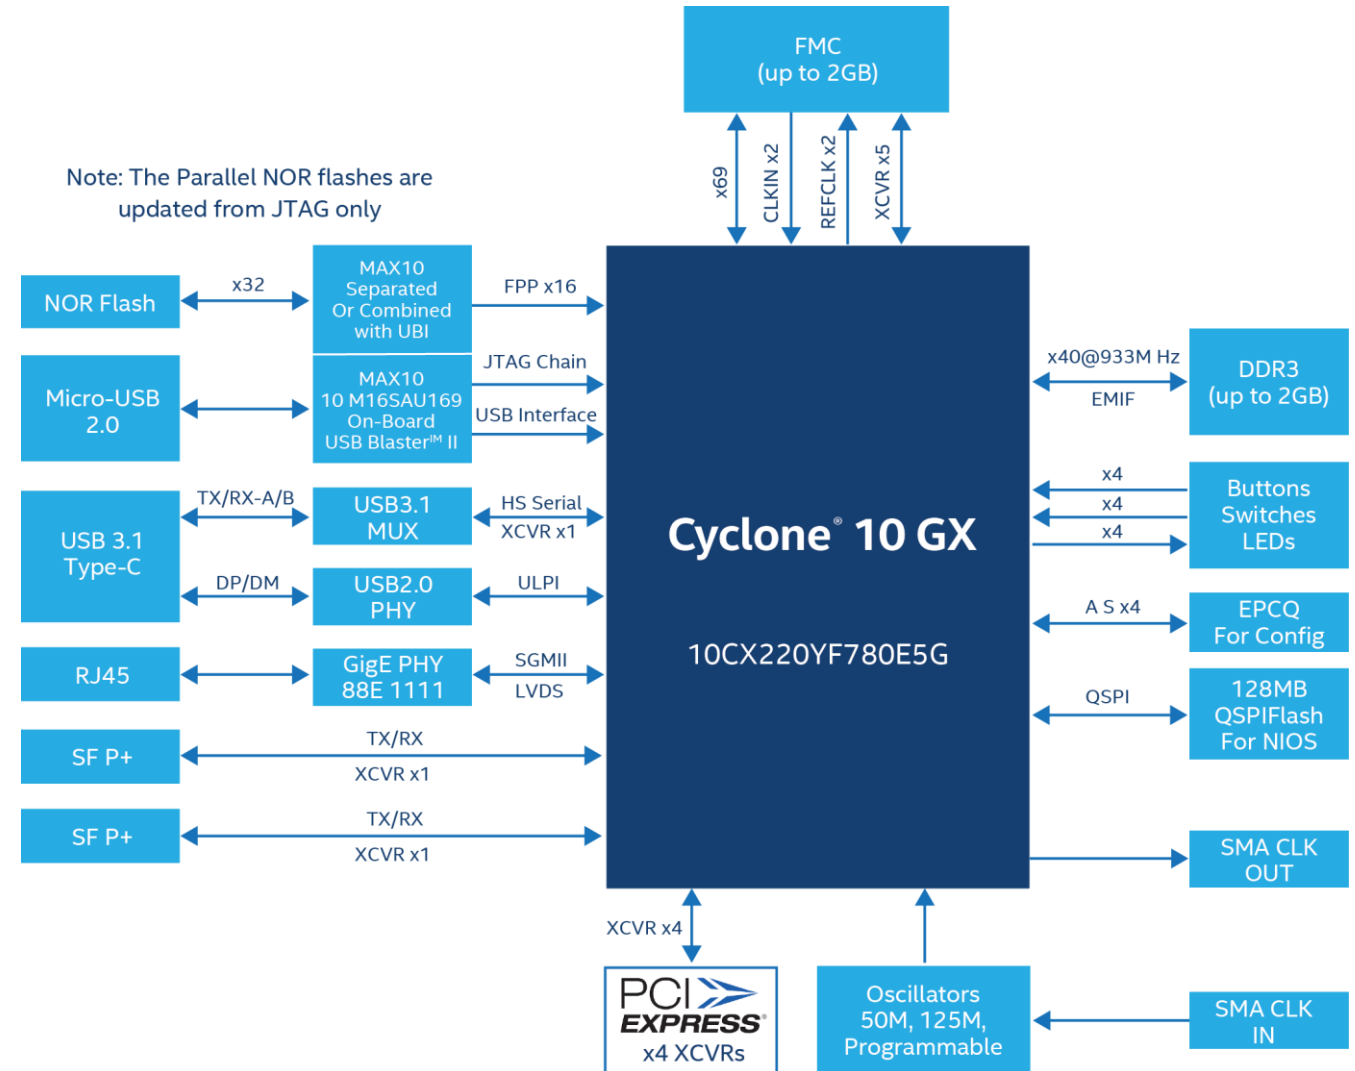 FMC
(up to 2GB)
x69
CLKIN x2
REFCLK x2
XCVR x5
Note: The Parallel NOR flashes are
updated from JTAG only
NOR Flash
x32
MAX10
Separated
Or Combined
with UBI
FPP x16
Micro-USB
2.0
MAX10
10 M16SAU169
On-Board
USB Blaster™ II
JTAG Chain
USB Interface
USB 3.1
Type-C
TX/RX-A/B
USB3.1
MUX
HS Serial
XCVR x1
DP/DM
USB2.0
PHY
ULPI
RJ45
GigE PHY
88E 1111
SGMII
LVDS
SF P+
TX/RX
XCVR x1
SF P+
TX/RX
XCVR x1
Cyclone® 10 GX
10CX220YF780E5G
x40@933M Hz
EMIF
DDR3
(up to 2GB)
x4
x4
x4
Buttons
Switches
LEDs
A S x4
EPCQ
For Config
QSPI
128MB
QSPIFlash
For NIOS
SMA CLK
OUT
XCVR x4
PCI
EXPRESS®
x4 XCVRs
Oscillators
50M, 125M,
Programmable
SMA CLK
IN